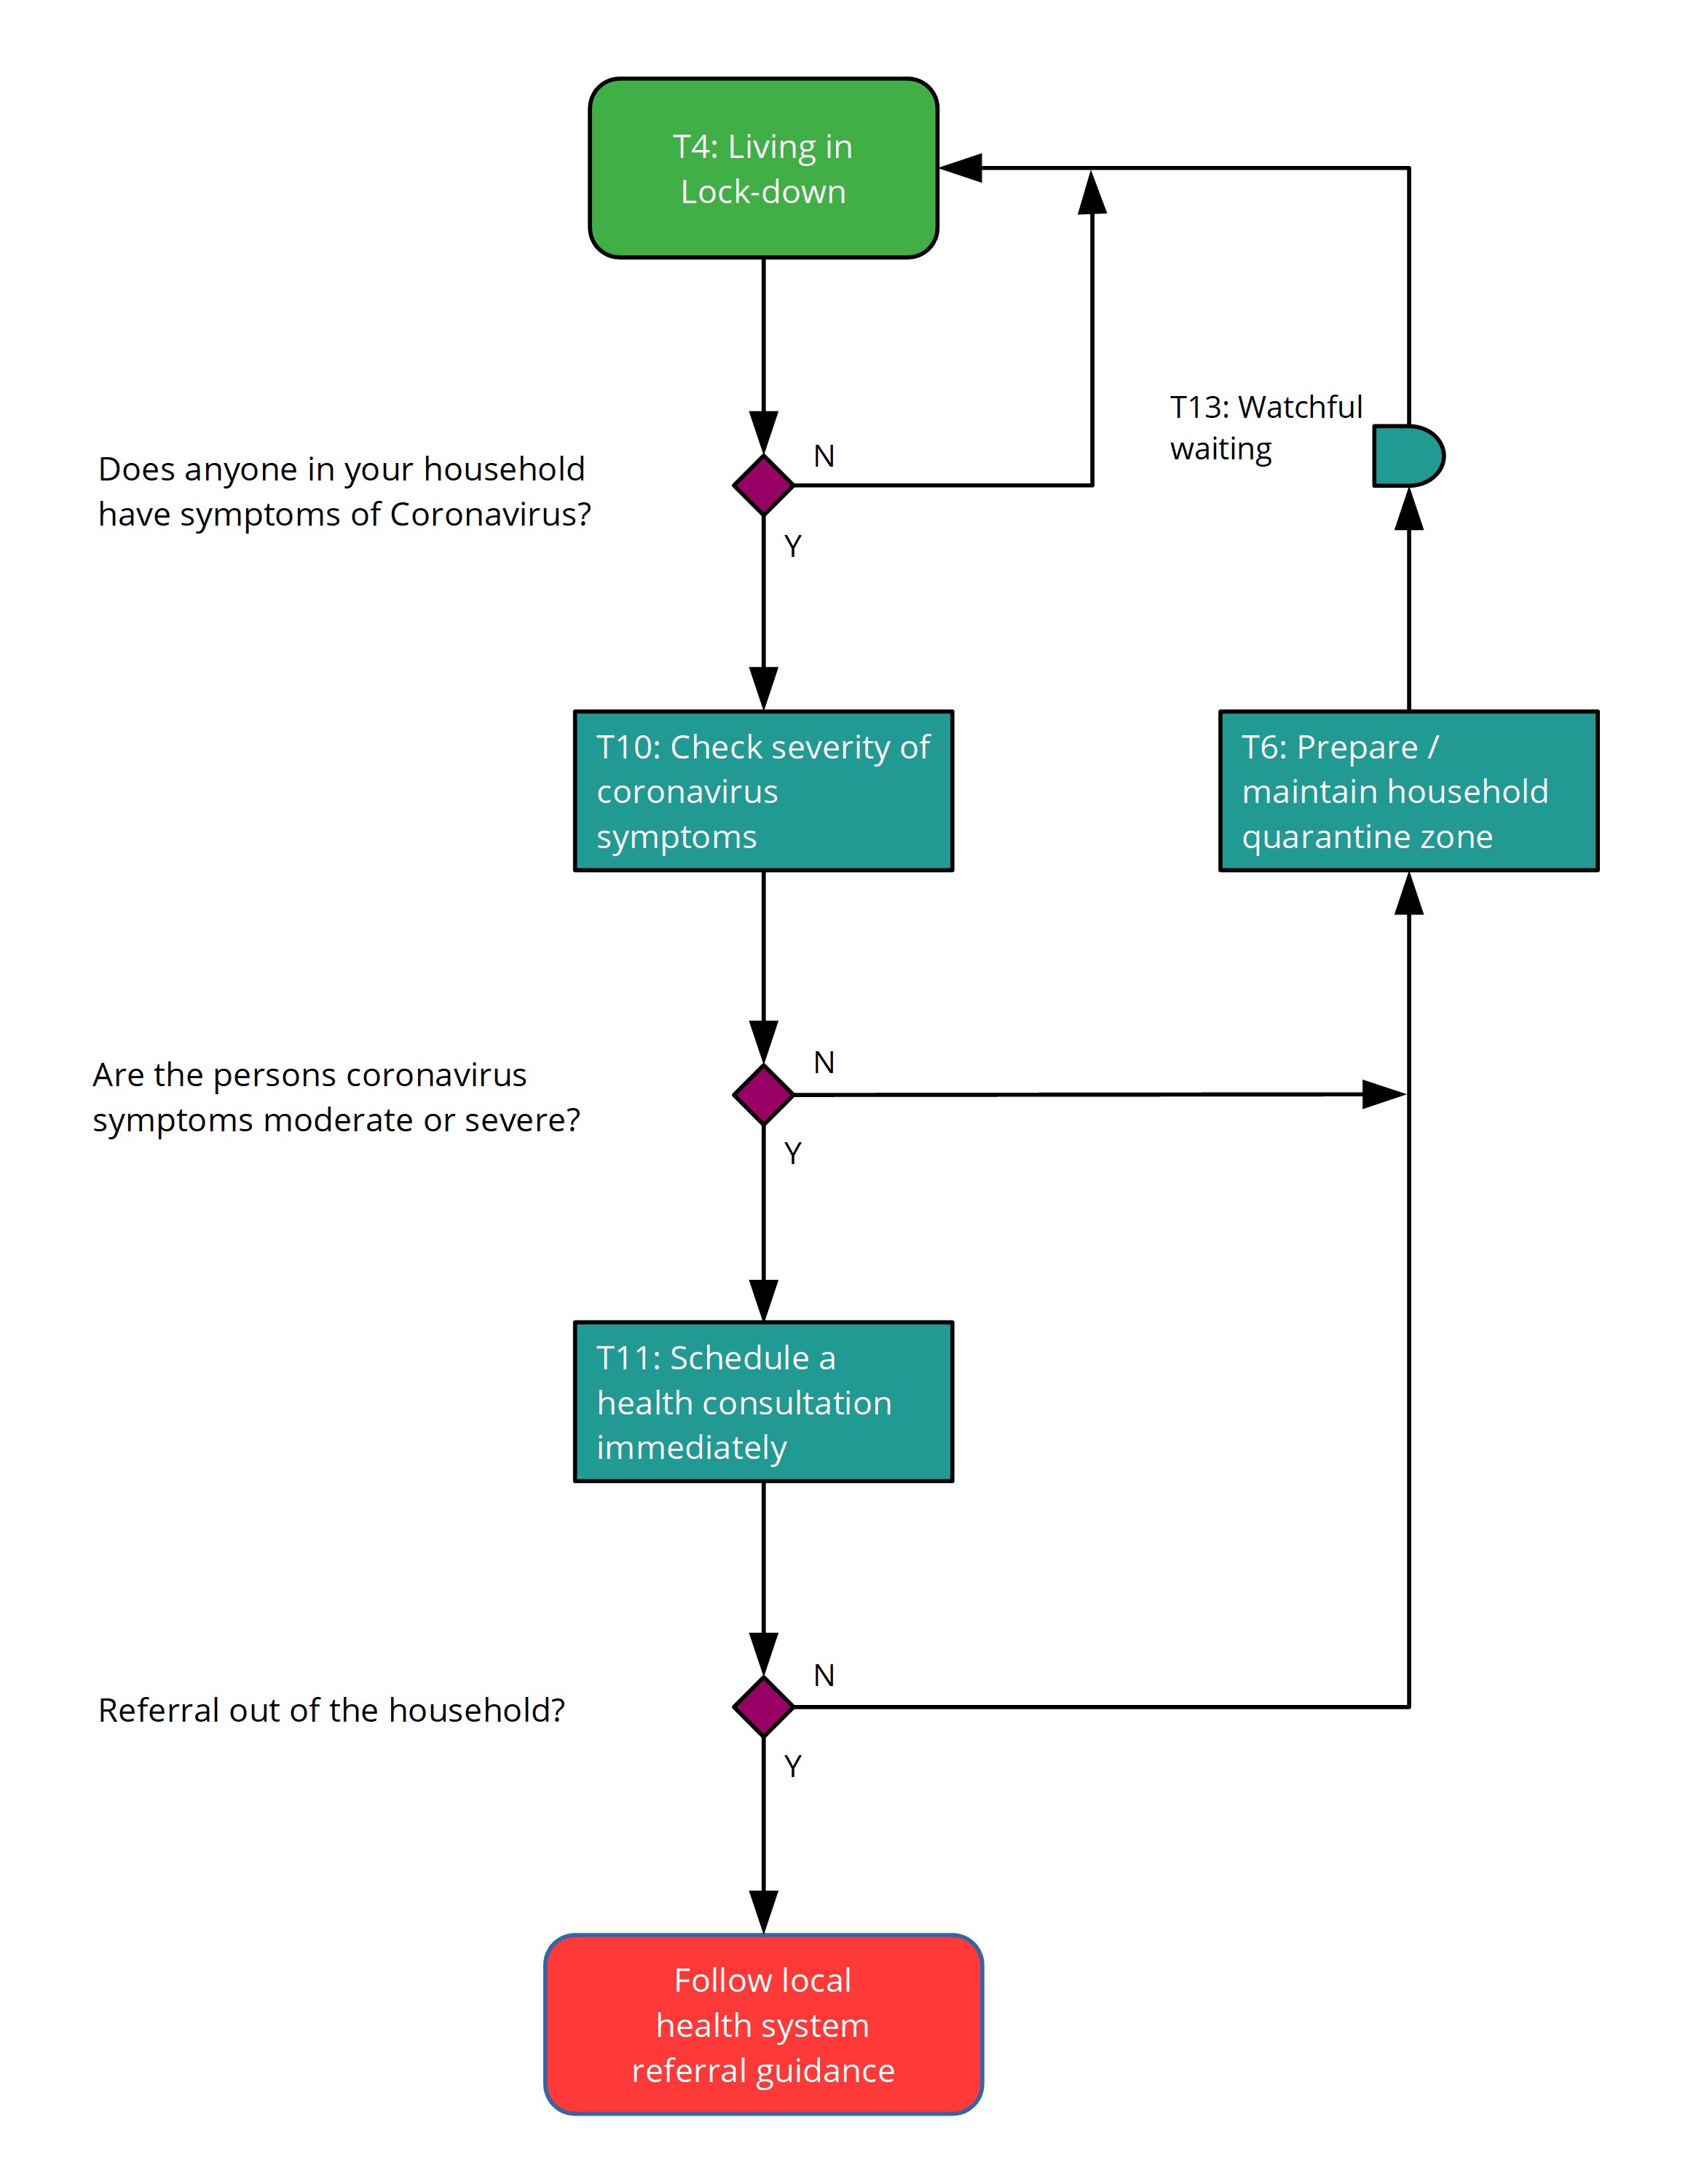 T4: Living in
Lock-down
N
T13: Watchful
waiting
Does anyone in your household
have symptoms of Coronavirus?
Y
T10: Check severity of
coronavirus
symptoms
T6: Prepare /
maintain household
quarantine zone
N
Are the persons coronavirus
symptoms moderate or severe?
Y
T11: Schedule a
health consultation
immediately
N
Referral out of the household?
Y
Follow local
health system
referral guidance